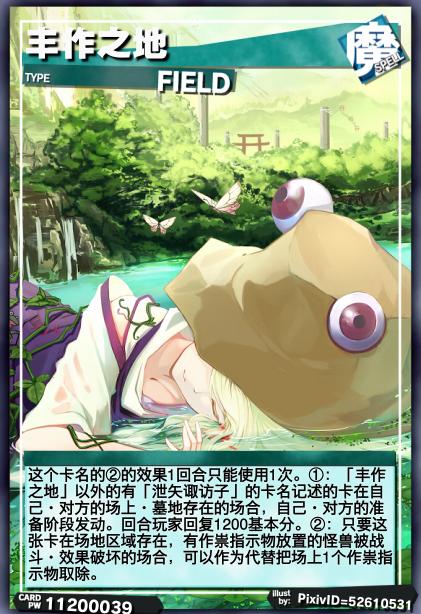 丰作之地
魔
SPELL
TYPE
FIELD
这个卡名的②的效果1回合只能使用1次。①：「丰作
之地」以外的有「泄矢诹访子」的卡名记述的卡在自
己・对方的场上・墓地存在的场合，自己・对方的准
备阶段发动。回合玩家回复1200基本分。②：只要这
张卡在场地区域存在，有作祟指示物放置的怪兽被战
斗・效果破坏的场合，可以作为代替把场上1个作祟指
示物取除。
CARD
PW 11200039
illust
by: PixivID=52610531